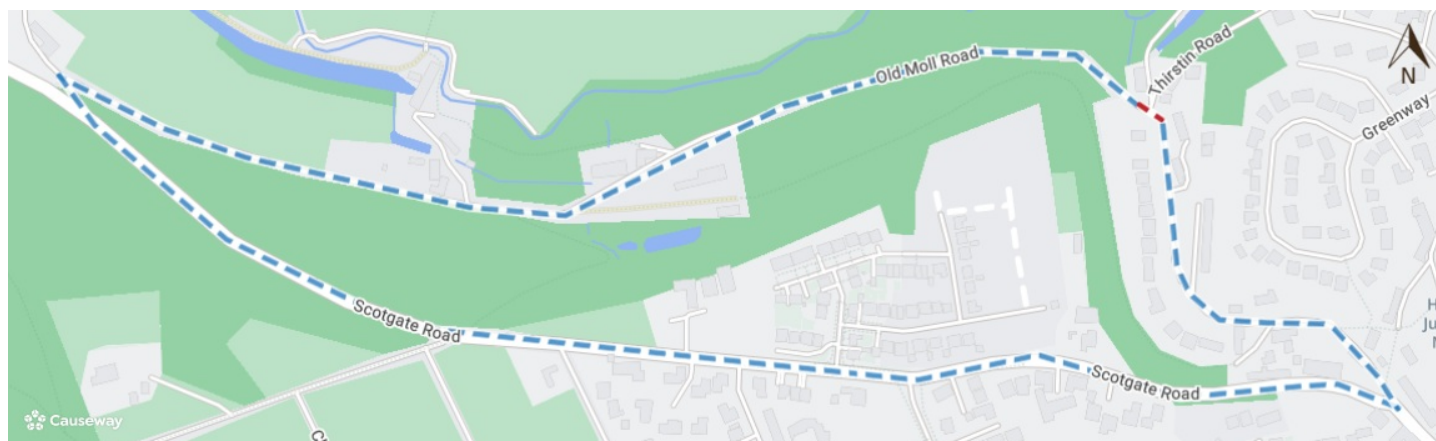 Old Moll Road
Thirstin Road
N
Greenway
Scotgate Road
Scotgate Road
Causeway